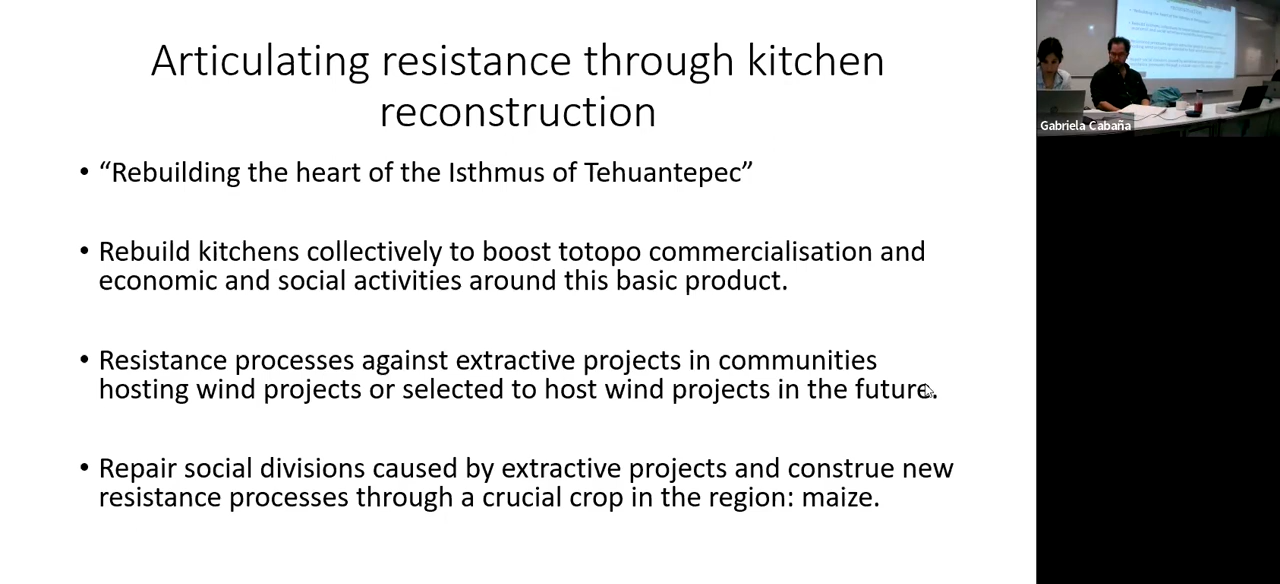 Articulating resistance through kitchen
reconstruction
• “Rebuilding the heart of the Isthmus of Tehuantepec”
• Rebuild kitchens collectively to boost totopo commercialisation and
economic and social activities around this basic product.
• Resistance processes against extractive projects in communities
hosting wind projects or selected to host wind projects in the future.
• Repair social divisions caused by extractive projects and construe new
resistance processes through a crucial crop in the region: maize.
Gabriela Cabaña